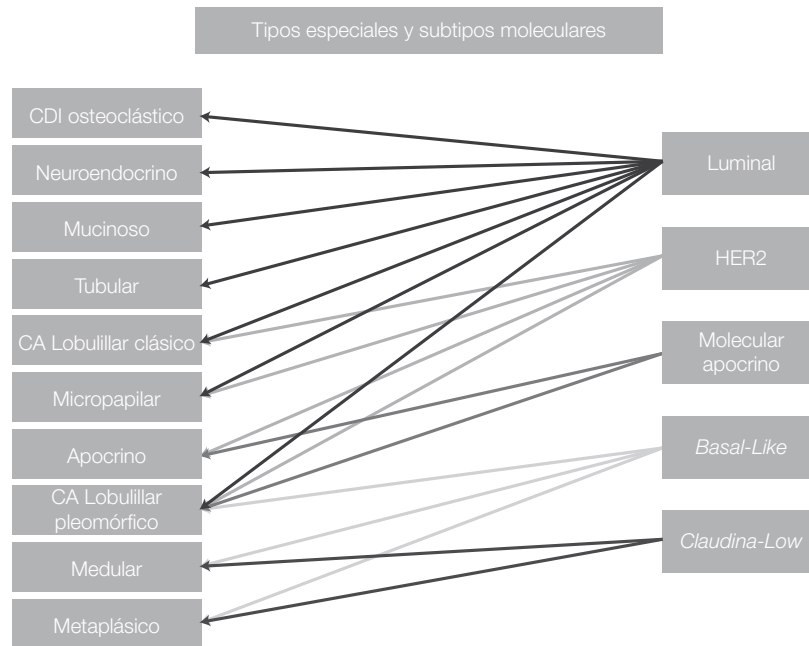 Tipos especiales y subtipos moleculares
CDI osteoclástico
Neuroendocrino
Mucinoso
Tubular
CA Lobulillar clásico
Micropapilar
Apocrino
CA Lobulillar
pleomórfico
Medular
Metaplásico
Luminal
HER2
Molecular
apocrino
Basal-Like
Claudina-Low